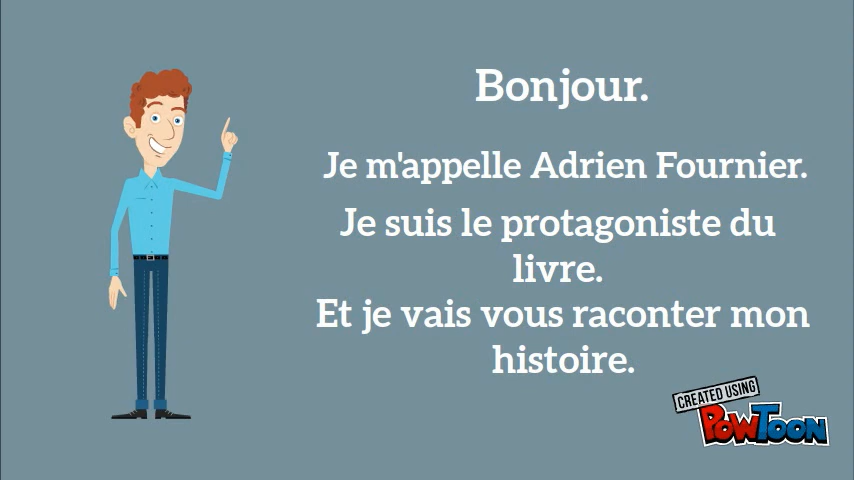 Bonjour.
Je m'appelle Adrien Fournier.
Je suis le protagoniste du
livre.
Et je vais vous raconter mon
histoire.
CREATED USING
POWTOON